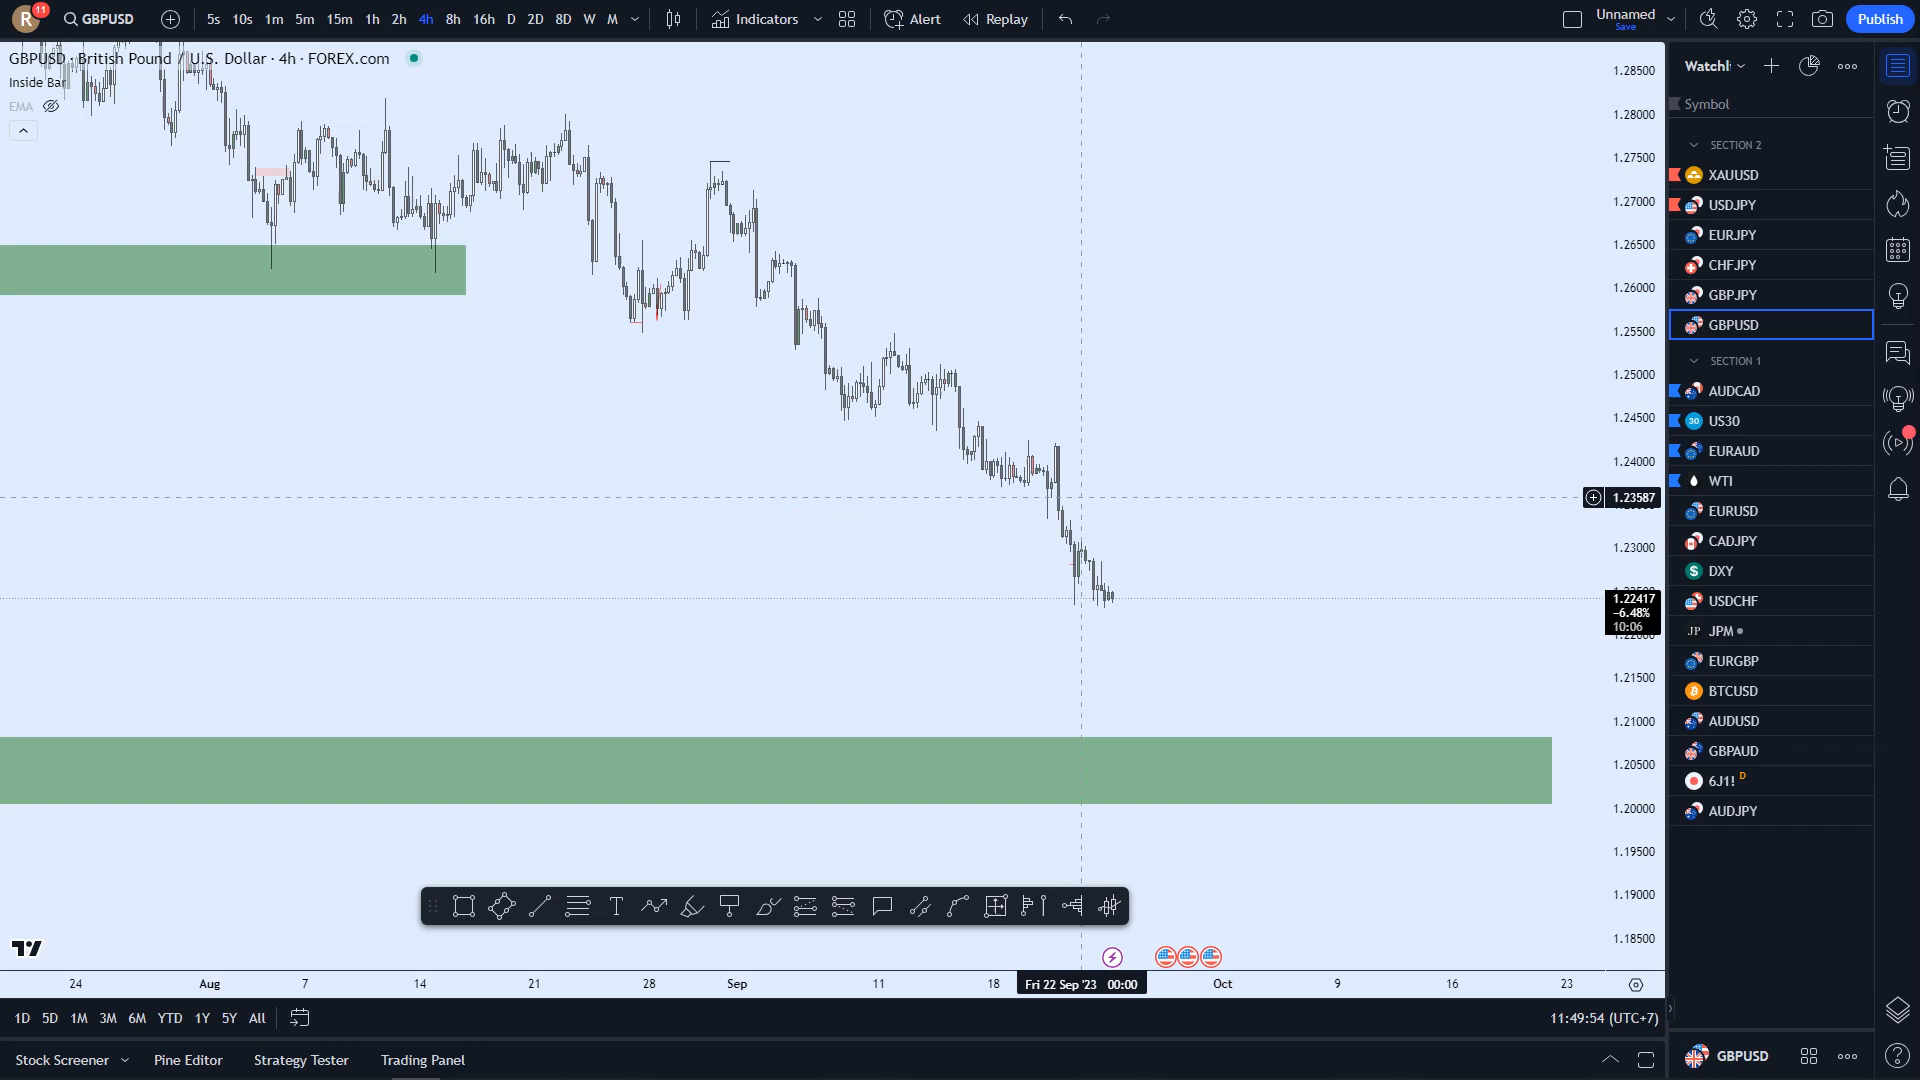 R 11 GBPUSD 5s 10s 1m 5m 15m 1h 2h 4h 8h 16h D 2D 8D W M Indicators Alert Replay Unnamed Save Publish
GBPUSD · British Pound / U.S. Dollar · 4h · FOREX.com
Inside Bar
EMA
1.28500
1.28000
1.27500
1.27000
1.26500
1.26000
1.25500
1.25000
1.24500
1.24000
1.23587
1.23000
1.22417
−6.48%
10:06
1.22000
1.21500
1.21000
1.20500
1.20000
1.19500
1.19000
1.18500
24 Aug 7 14 21 28 Sep 11 18 Fri 22 Sep '23 00:00 Oct 9 16 23
1D 5D 1M 3M 6M YTD 1Y 5Y All 11:49:54 (UTC+7)
Stock Screener Pine Editor Strategy Tester Trading Panel
Watchli
Symbol
SECTION 2
XAUUSD
USDJPY
EURJPY
CHFJPY
GBPJPY
GBPUSD
SECTION 1
AUDCAD
30 US30
EURAUD
WTI
EURUSD
CADJPY
$ DXY
USDCHF
JP JPM
EURGBP
BTCUSD
AUDUSD
GBPAUD
6J1! D
AUDJPY
GBPUSD